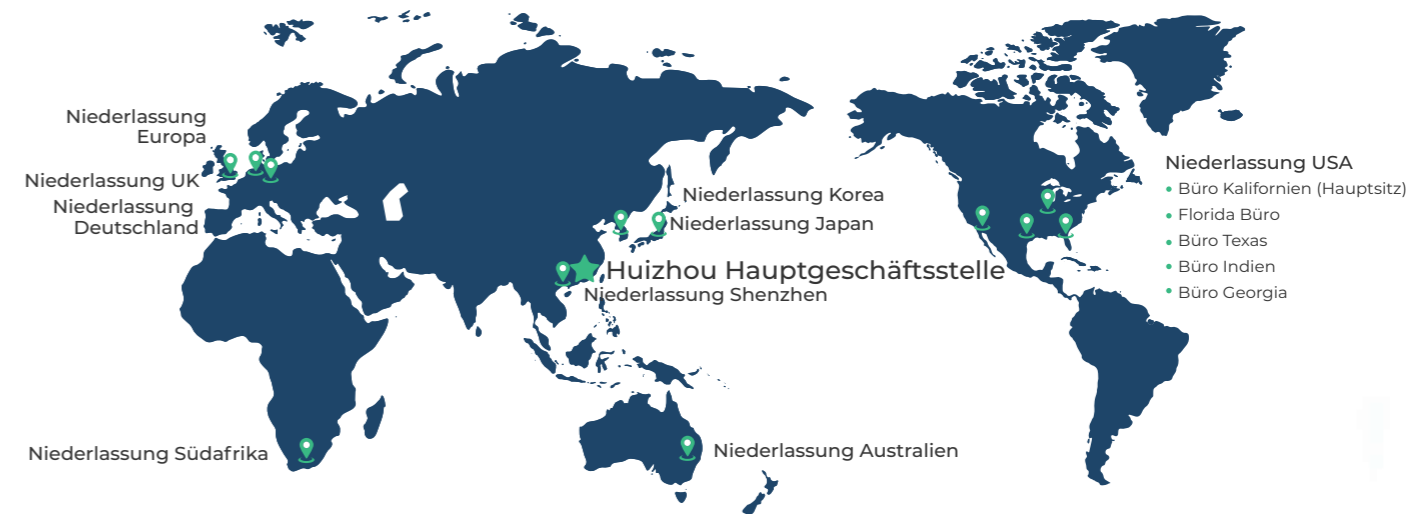 Niederlassung
Europa
Niederlassung UK
Niederlassung
Deutschland
Niederlassung Korea
Niederlassung Japan
Huizhou Hauptgeschäftsstelle
Niederlassung Shenzhen
Niederlassung Südafrika
Niederlassung Australien
Niederlassung USA
• Büro Kalifornien (Hauptsitz)
• Florida Büro
• Büro Texas
• Büro Indien
• Büro Georgia